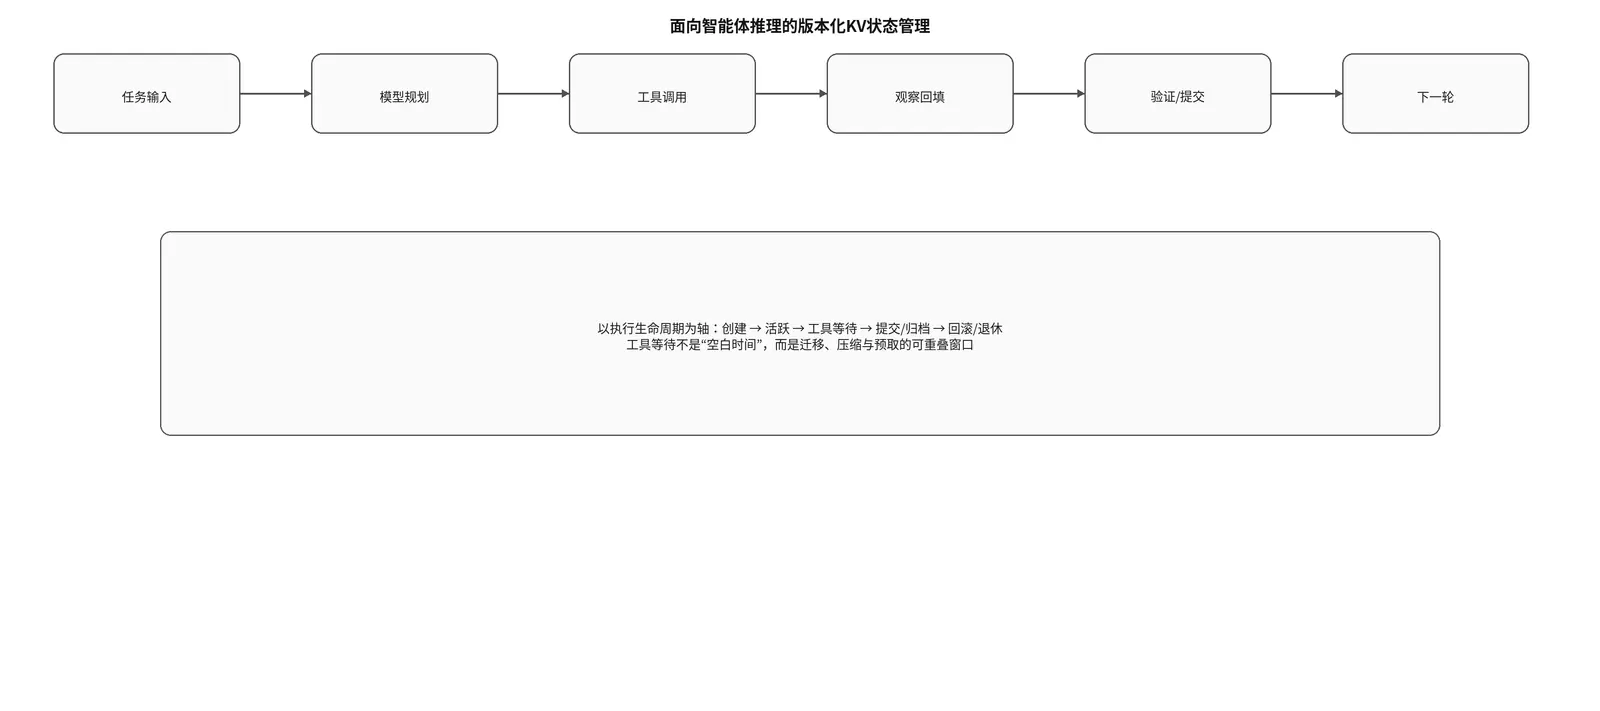 面向智能体推理的版本化KV状态管理
任务输入
模型规划
工具调用
观察回填
验证/提交
下一轮
以执行生命周期为轴：创建 → 活跃 → 工具等待 → 提交/归档 → 回滚/退休
工具等待不是“空白时间”，而是迁移、压缩与预取的可重叠窗口